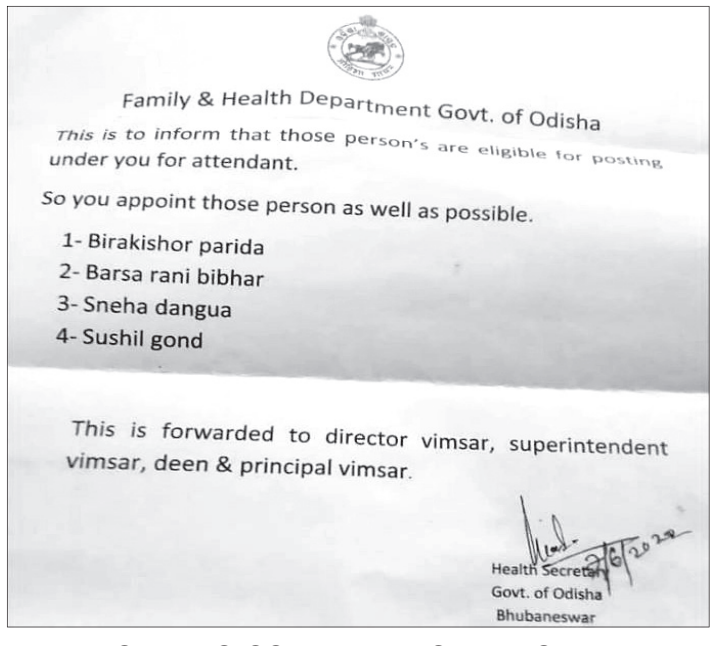 Family & Health Department Govt. of Odisha
This is to inform that those person's are eligible for posting
under you for attendant.
So you appoint those person as well as possible.
1- Birakishor parida
2- Barsa rani bibhar
3- Sneha dangua
4- Sushil gond
This is forwarded to director vimsar, superintendent
vimsar, deen & principal vimsar.
7/6/2022
Health Secretary
Govt. of Odisha
Bhubaneswar